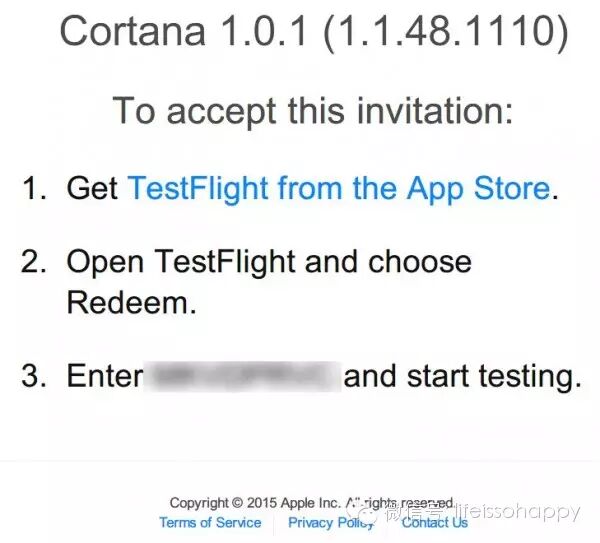 Cortana 1.0.1 (1.1.48.1110)
To accept this invitation:
1. Get TestFlight from the App Store.
2. Open TestFlight and choose
Redeem.
3. Enter and start testing.
Copyright © 2015 Apple Inc. All rights reserved.
微信号: lifeissohappy
Terms of Service Privacy Policy Contact Us